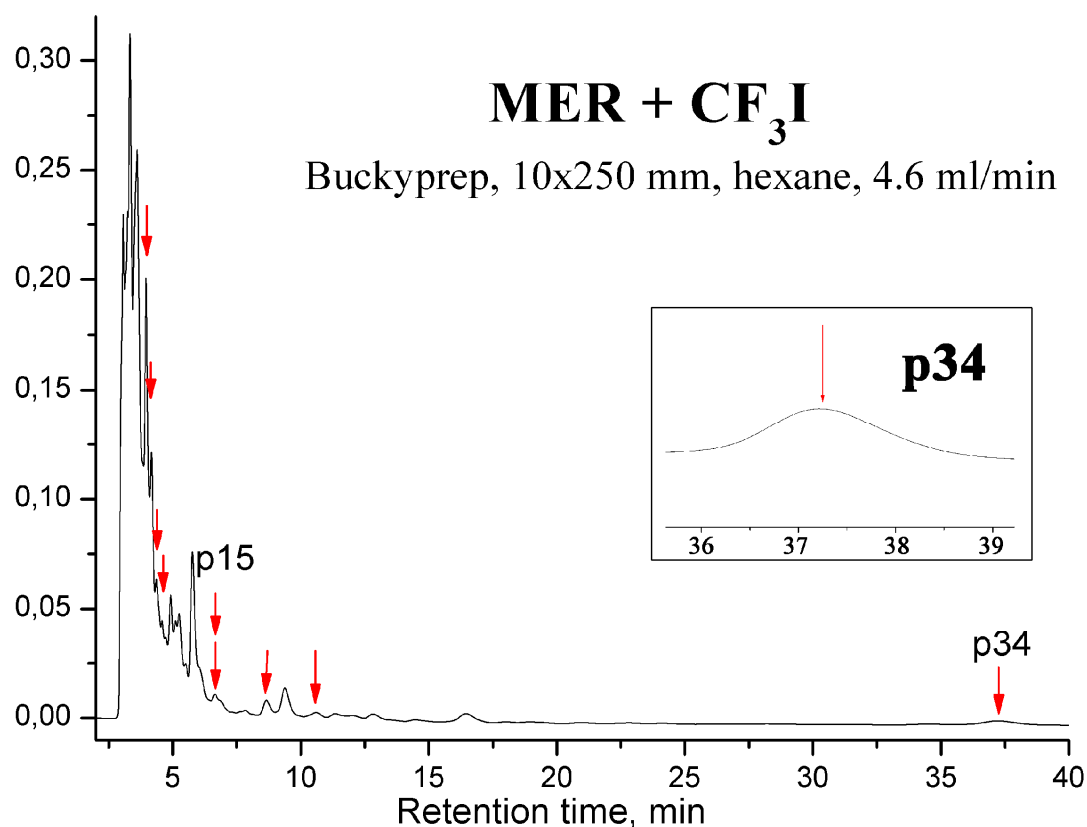 MER + CF₃I
Buckyprep, 10x250 mm, hexane, 4.6 ml/min
0,30
0,25
0,20
0,15
0,10
0,05
0,00
p15
p34
p34
36 37 38 39
5 10 15 20 25 30 35 40
Retention time, min